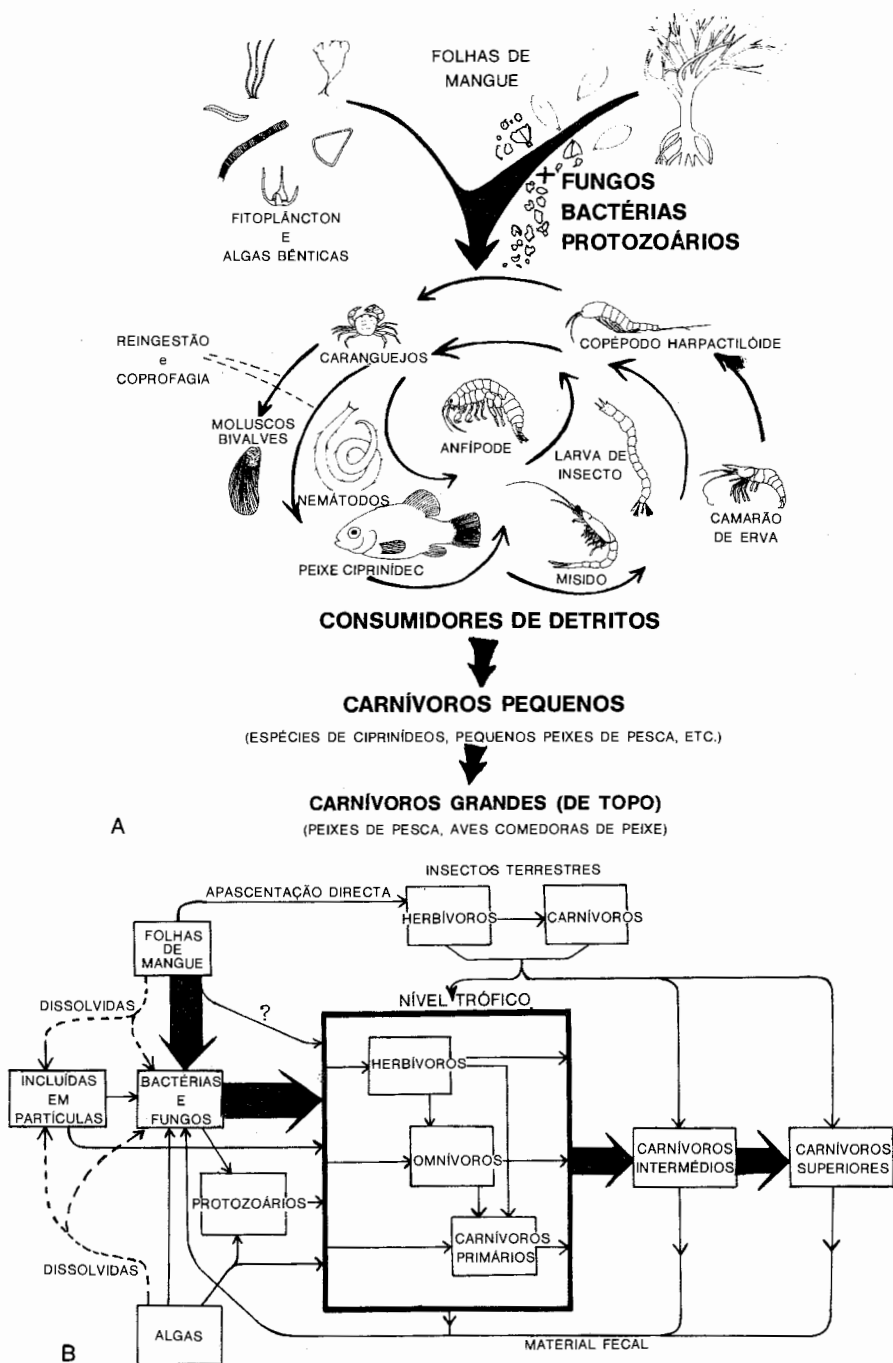 FOLHAS DE
MANGUE
+ FUNGOS
BACTÉRIAS
PROTOZOÁRIOS
FITOPLÂNCTON
E
ALGAS BÊNTICAS
REINGESTÃO
e
COPROFAGIA
CARANGUEJOS
COPÉPODO HARPACTILÓIDE
MOLUSCOS
BIVALVES
ANFÍPODE
LARVA DE
INSECTO
NEMÁTODOS
CAMARÃO
DE ERVA
PEIXE CIPRINÍDEC
MISIDO
CONSUMIDORES DE DETRITOS
CARNÍVOROS PEQUENOS
(ESPÉCIES DE CIPRINÍDEOS, PEQUENOS PEIXES DE PESCA, ETC.)
CARNÍVOROS GRANDES (DE TOPO)
(PEIXES DE PESCA, AVES COMEDORAS DE PEIXE)
A
INSECTOS TERRESTRES
APASCENTAÇÃO DIRECTA
HERBÍVOROS
CARNÍVOROS
FOLHAS
DE
MANGUE
DISSOLVIDAS
?
NÍVEL TRÓFICO
HERBÍVOROS
INCLUÍDAS
EM
PARTÍCULAS
BACTÉRIAS
E
FUNGOS
OMNÍVOROS
CARNÍVOROS
INTERMÉDIOS
CARNÍVOROS
SUPERIORES
PROTOZOÁRIOS
CARNÍVOROS
PRIMÁRIOS
DISSOLVIDAS
ALGAS
MATERIAL FECAL
B